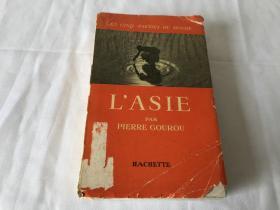 LES CINQ PARTIES DU MONDE
L'ASIE
PAR
PIERRE GOUROU
HACHETTE